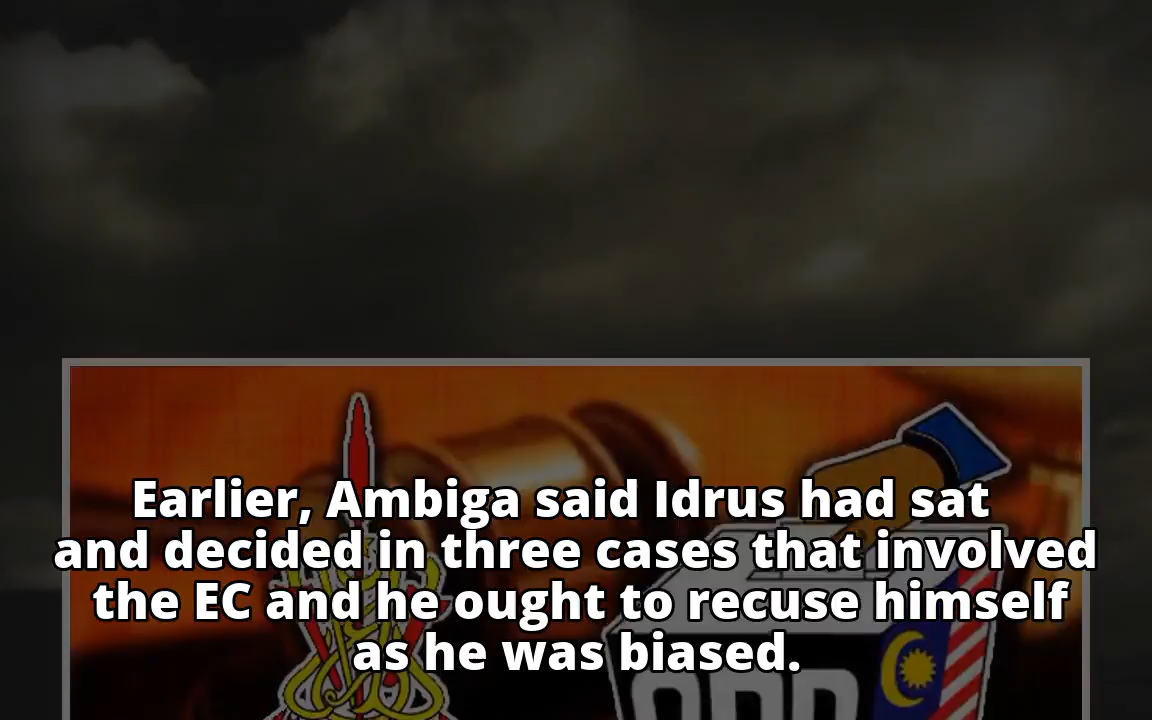 Earlier, Ambiga said Idrus had sat
and decided in three cases that involved
the EC and he ought to recuse himself
as he was biased.